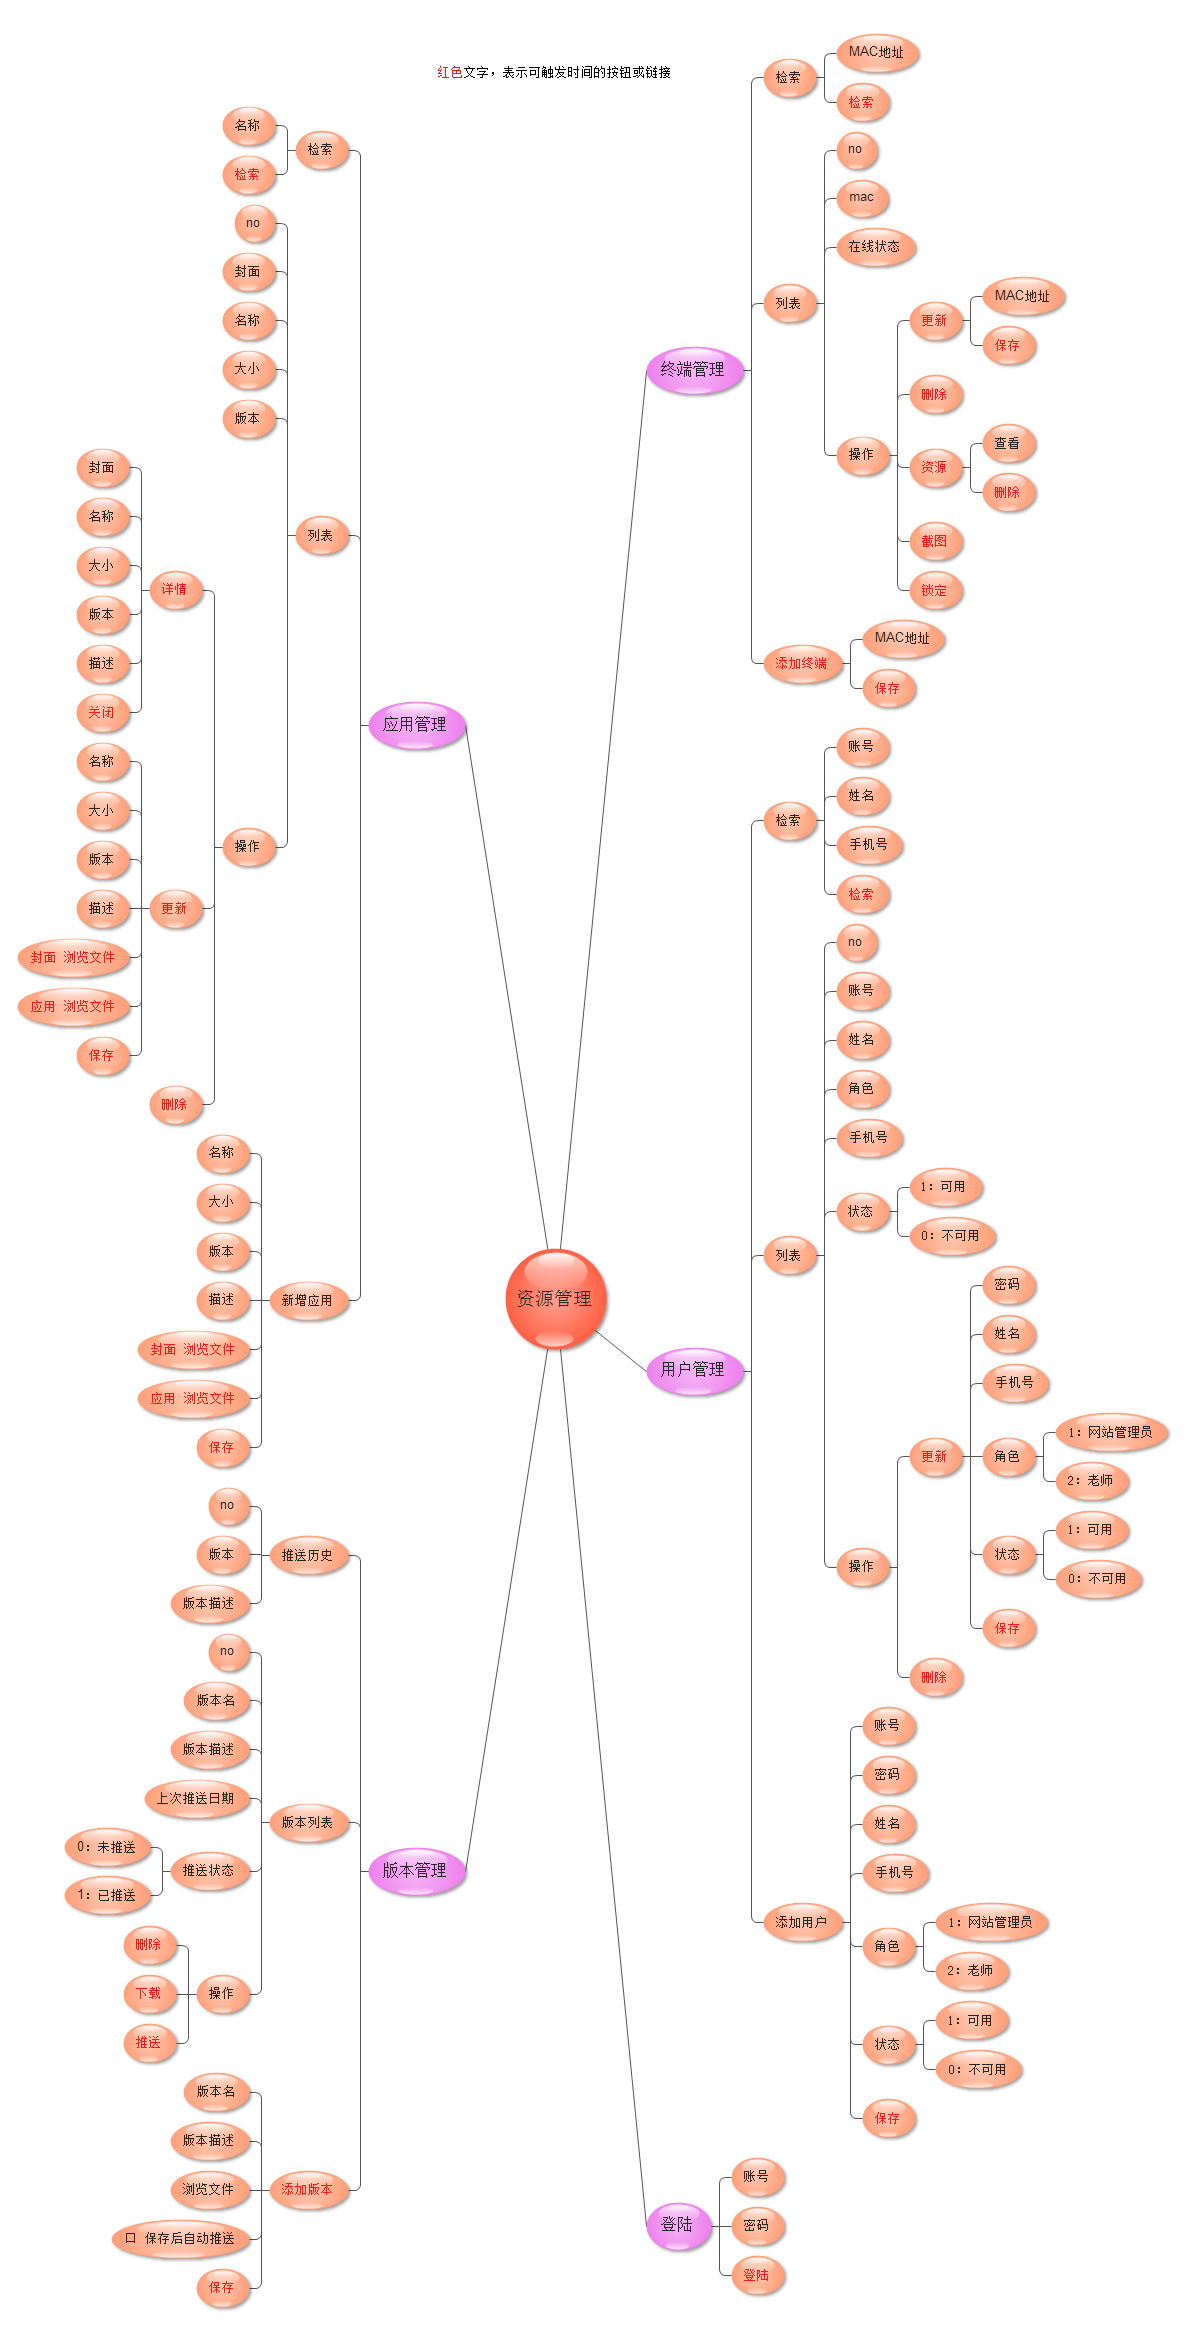 红色文字，表示可触发时间的按钮或链接
资源管理
终端管理
检索
MAC地址
检索
列表
no
mac
在线状态
操作
更新
MAC地址
保存
删除
资源
查看
删除
截图
锁定
添加终端
MAC地址
保存
用户管理
检索
账号
姓名
手机号
检索
列表
no
账号
姓名
角色
手机号
状态
1：可用
0：不可用
操作
更新
密码
姓名
手机号
角色
1：网站管理员
2：老师
状态
1：可用
0：不可用
保存
删除
添加用户
账号
密码
姓名
手机号
角色
1：网站管理员
2：老师
状态
1：可用
0：不可用
保存
登陆
账号
密码
登陆
应用管理
检索
名称
检索
列表
no
封面
名称
大小
版本
操作
详情
封面
名称
大小
版本
描述
关闭
更新
名称
大小
版本
描述
封面 浏览文件
应用 浏览文件
保存
删除
新增应用
名称
大小
版本
描述
封面 浏览文件
应用 浏览文件
保存
版本管理
推送历史
no
版本
版本描述
版本列表
no
版本名
版本描述
上次推送日期
推送状态
0：未推送
1：已推送
操作
删除
下载
推送
添加版本
版本名
版本描述
浏览文件
口 保存后自动推送
保存